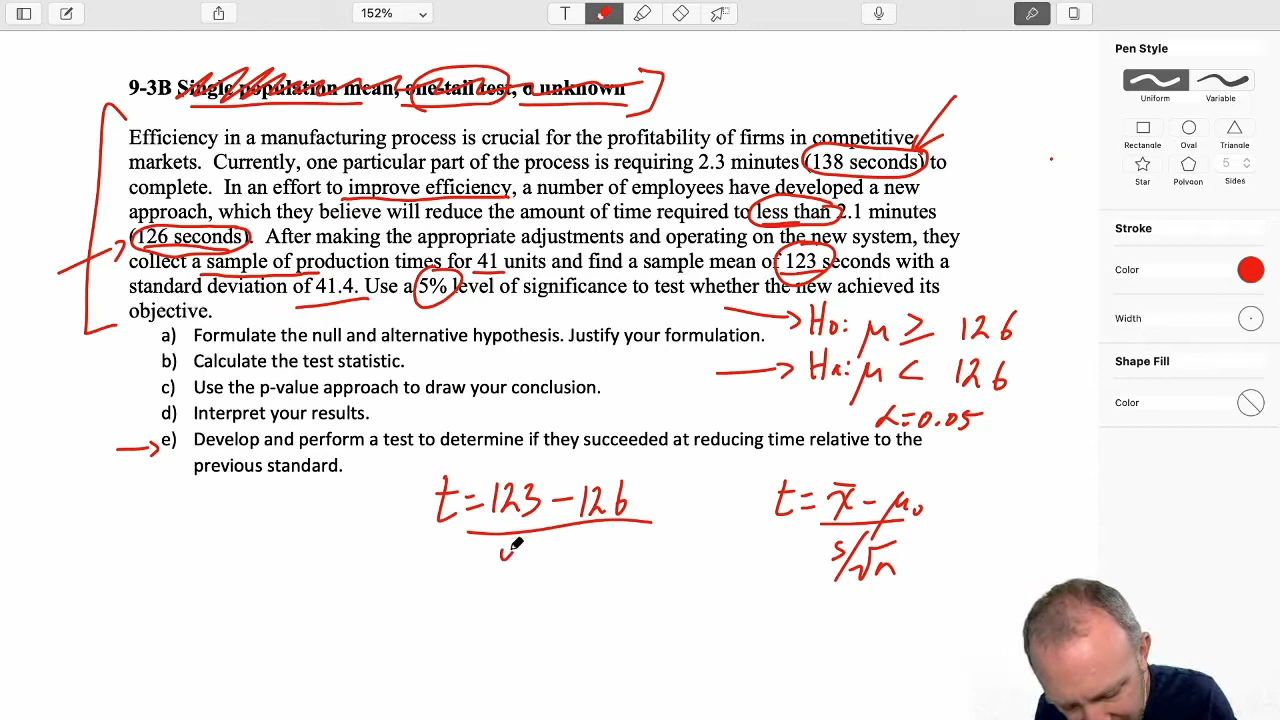 152%
T
9-3B Single population mean, one-tail test, σ unknown
Efficiency in a manufacturing process is crucial for the profitability of firms in competitive
markets. Currently, one particular part of the process is requiring 2.3 minutes (138 seconds) to
complete. In an effort to improve efficiency, a number of employees have developed a new
approach, which they believe will reduce the amount of time required to less than 2.1 minutes
(126 seconds). After making the appropriate adjustments and operating on the new system, they
collect a sample of production times for 41 units and find a sample mean of 123 seconds with a
standard deviation of 41.4. Use a 5% level of significance to test whether the new achieved its
objective.
a) Formulate the null and alternative hypothesis. Justify your formulation.
b) Calculate the test statistic.
c) Use the p-value approach to draw your conclusion.
d) Interpret your results.
e) Develop and perform a test to determine if they succeeded at reducing time relative to the
previous standard.
H0: μ ≥ 126
HA: μ < 126
α=0.05
t=123-126
t=x̄-μ0
s/√n
Pen Style
Uniform Variable
Rectangle Oval Triangle
Star Polygon 5 Sides
Stroke
Color
Width
Shape Fill
Color